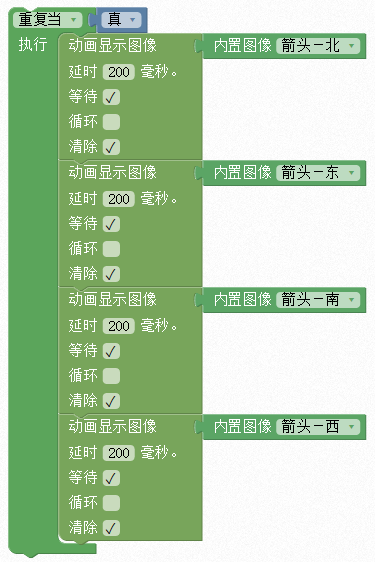 重复当 真
执行 动画显示图像 内置图像 箭头－北
延时 200 毫秒。
等待
循环
清除
动画显示图像 内置图像 箭头－东
延时 200 毫秒。
等待
循环
清除
动画显示图像 内置图像 箭头－南
延时 200 毫秒。
等待
循环
清除
动画显示图像 内置图像 箭头－西
延时 200 毫秒。
等待
循环
清除